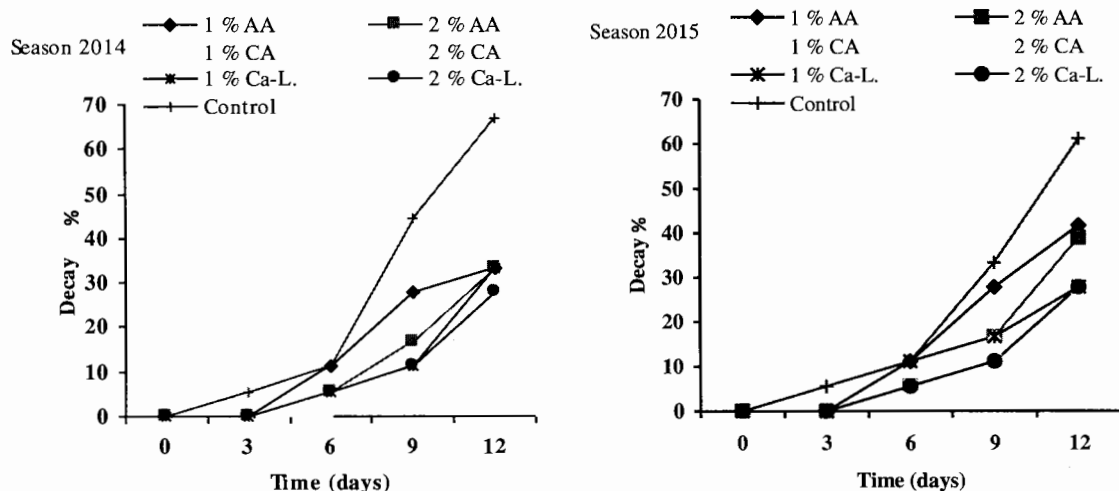 Season 2014
1 % AA 2 % AA
1 % CA 2 % CA
1 % Ca-L. 2 % Ca-L.
Control
70
60
50
40
30
20
10
0
Decay %
0 3 6 9 12
Time (days)
Season 2015
1 % AA 2 % AA
1 % CA 2 % CA
1 % Ca-L. 2 % Ca-L.
Control
70
60
50
40
30
20
10
0
Decay %
0 3 6 9 12
Time (days)